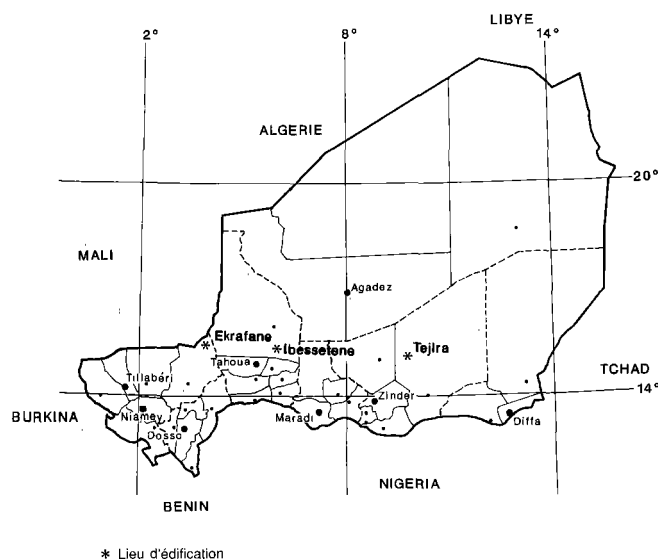 LIBYE
2°
8°
14°
ALGERIE
20°
MALI
Agadez
Ekrafane
Ibessetene
Tejira
Tahoua
TCHAD
Tillabér
14°
Zinder
BURKINA
Niamey
Maradi
Diffa
Dosso
NIGERIA
BENIN
* Lieu d'édification